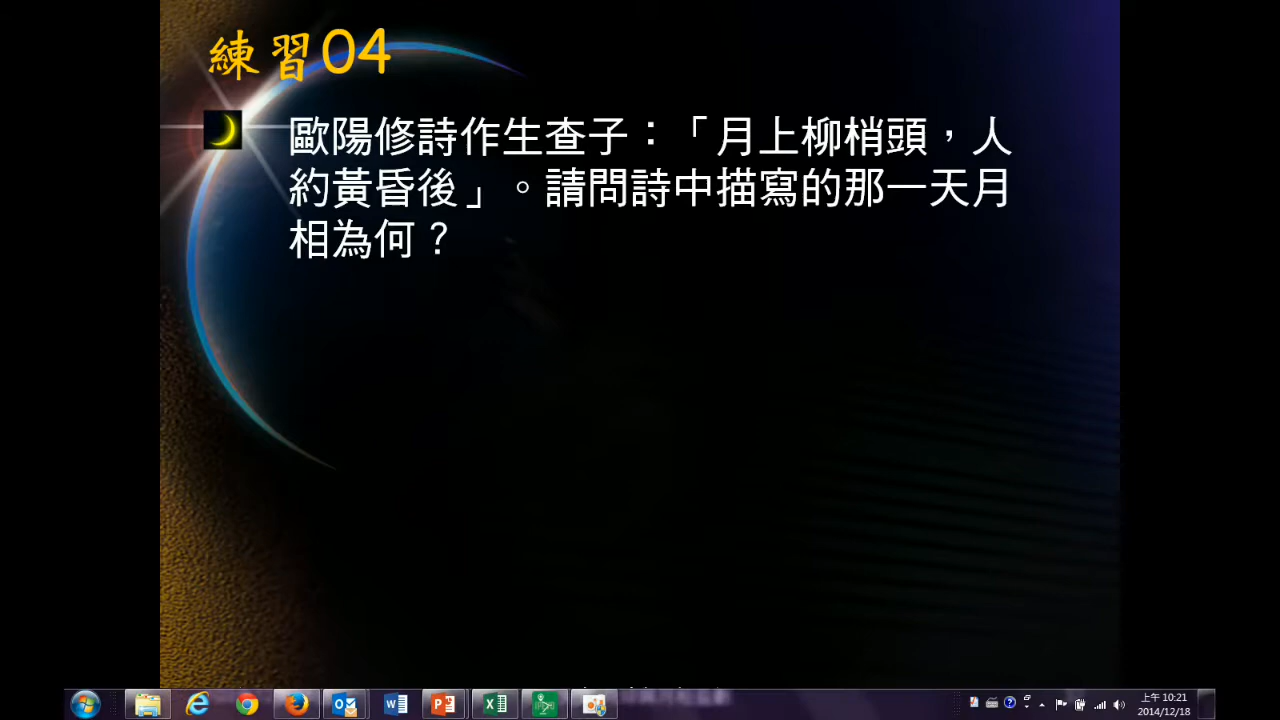 練習04
歐陽修詩作生查子：「月上柳梢頭，人
約黃昏後」。請問詩中描寫的那一天月
相為何？
上午 10:21
2014/12/18